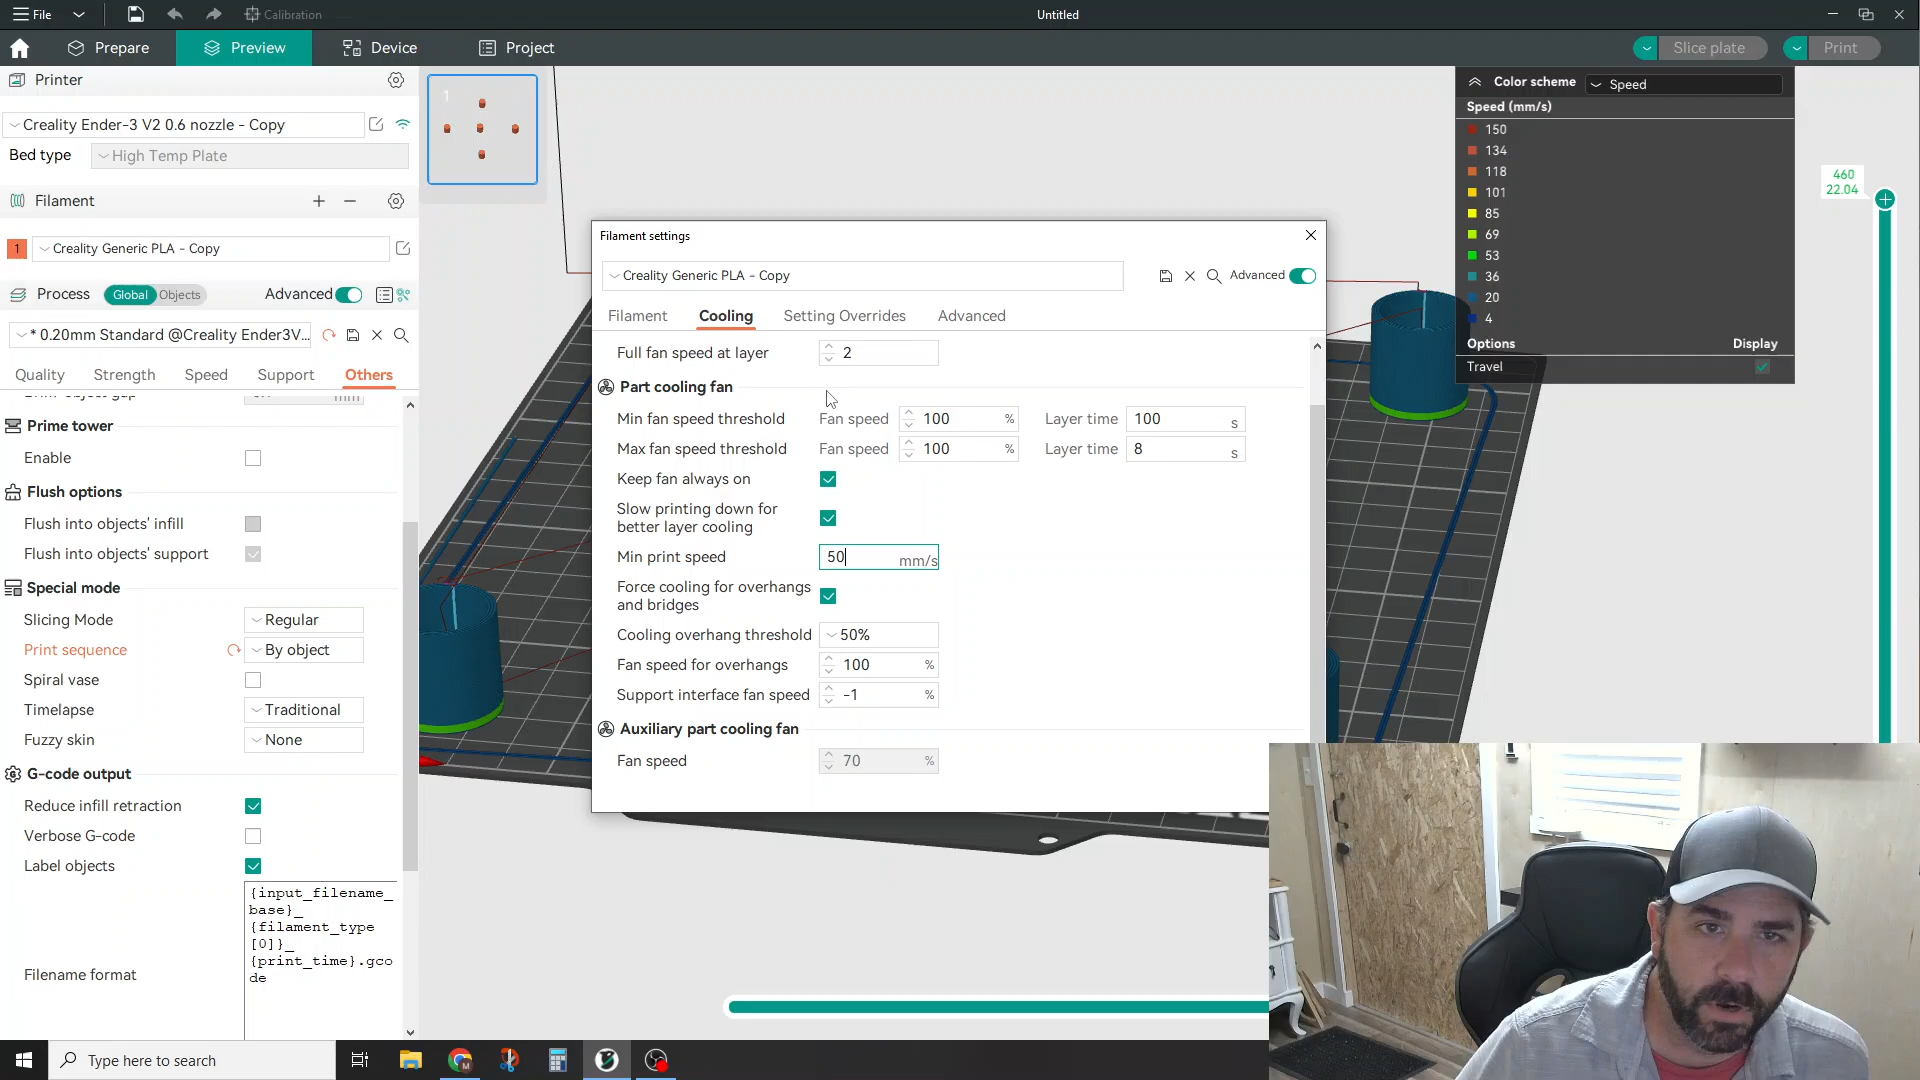 File
Calibration
Untitled
Prepare
Preview
Device
Project
Slice plate
Print
Printer
Creality Ender-3 V2 0.6 nozzle - Copy
Bed type
High Temp Plate
Filament
1
Creality Generic PLA - Copy
Process
Global
Objects
Advanced
* 0.20mm Standard @Creality Ender3V...
Quality
Strength
Speed
Support
Others
mm
Prime tower
Enable
Flush options
Flush into objects' infill
Flush into objects' support
Special mode
Slicing Mode
Regular
Print sequence
By object
Spiral vase
Timelapse
Traditional
Fuzzy skin
None
G-code output
Reduce infill retraction
Verbose G-code
Label objects
Filename format
{input_filename_
base}_
{filament_type
[0]}_
{print_time}.gco
de
1
Filament settings
Creality Generic PLA - Copy
Advanced
Filament
Cooling
Setting Overrides
Advanced
Full fan speed at layer
2
Part cooling fan
Min fan speed threshold
Fan speed
100
%
Layer time
100
s
Max fan speed threshold
Fan speed
100
%
Layer time
8
s
Keep fan always on
Slow printing down for
better layer cooling
Min print speed
50
mm/s
Force cooling for overhangs
and bridges
Cooling overhang threshold
50%
Fan speed for overhangs
100
%
Support interface fan speed
-1
%
Auxiliary part cooling fan
Fan speed
70
%
Color scheme
Speed
Speed (mm/s)
150
134
118
101
85
69
53
36
20
4
Options
Display
Travel
460
22.04
Type here to search